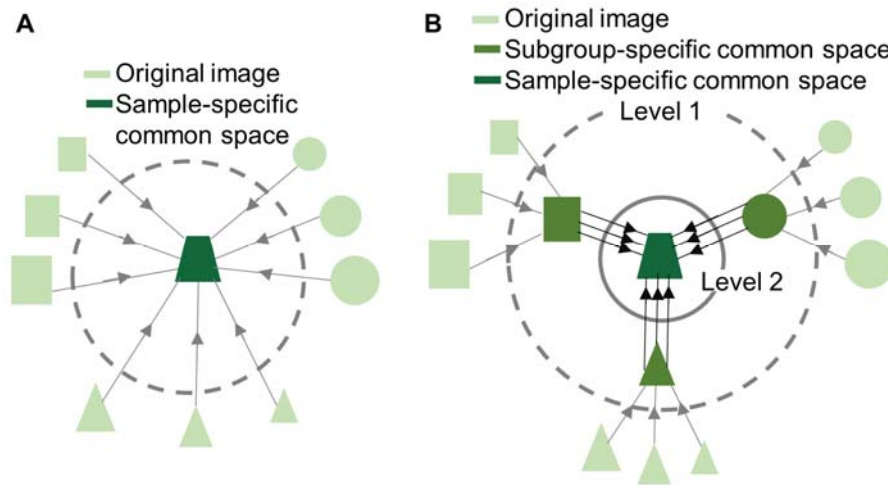 A
Original image
Sample-specific
common space
B
Original image
Subgroup-specific common space
Sample-specific common space
Level 1
Level 2